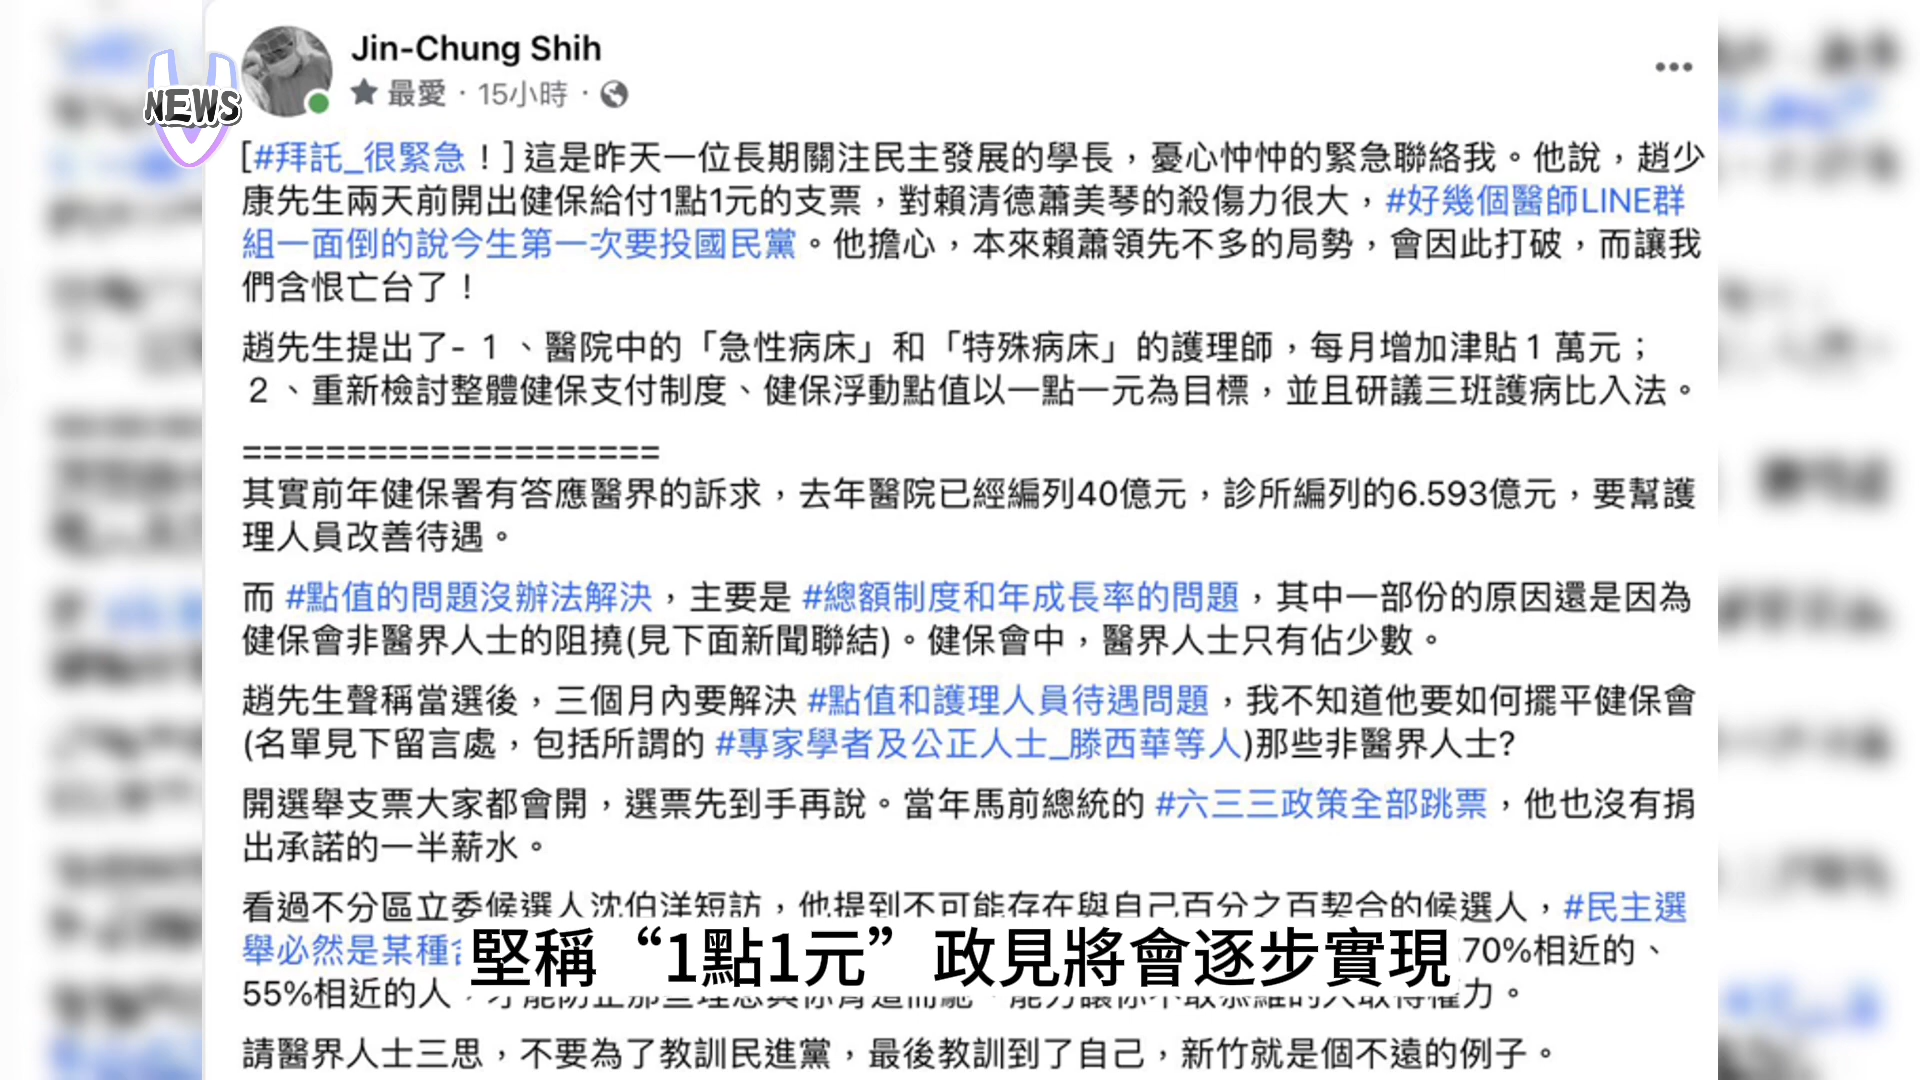 Jin-Chung Shih
最愛 · 15小時 ·
NEWS
[#拜託_很緊急！] 這是昨天一位長期關注民主發展的學長，憂心忡忡的緊急聯絡我。他說，趙少
康先生兩天前開出健保給付1點1元的支票，對賴清德蕭美琴的殺傷力很大，#好幾個醫師LINE群
組一面倒的說今生第一次要投國民黨。他擔心，本來賴蕭領先不多的局勢，會因此打破，而讓我
們含恨亡台了！
趙先生提出了- １、醫院中的「急性病床」和「特殊病床」的護理師，每月增加津貼１萬元；
２、重新檢討整體健保支付制度、健保浮動點值以一點一元為目標，並且研議三班護病比入法。
=====================
其實前年健保署有答應醫界的訴求，去年醫院已經編列40億元，診所編列的6.593億元，要幫護
理人員改善待遇。
而 #點值的問題沒辦法解決，主要是 #總額制度和年成長率的問題，其中一部份的原因還是因為
健保會非醫界人士的阻撓(見下面新聞聯結)。健保會中，醫界人士只有佔少數。
趙先生聲稱當選後，三個月內要解決 #點值和護理人員待遇問題，我不知道他要如何擺平健保會
(名單見下留言處，包括所謂的 #專家學者及公正人士_滕西華等人)那些非醫界人士?
開選舉支票大家都會開，選票先到手再說。當年馬前總統的 #六三三政策全部跳票，他也沒有捐
出承諾的一半薪水。
看過不分區立委候選人沈伯洋短訪，他提到不可能存在與自己百分之百契合的候選人，#民主選
舉必然是某種 70%相近的、
堅稱“1點1元”政見將會逐步實現
55%相近的人，才能防止那些理念與你背道而馳、能力讓你不敢恭維的人取得權力。
請醫界人士三思，不要為了教訓民進黨，最後教訓到了自己，新竹就是個不遠的例子。